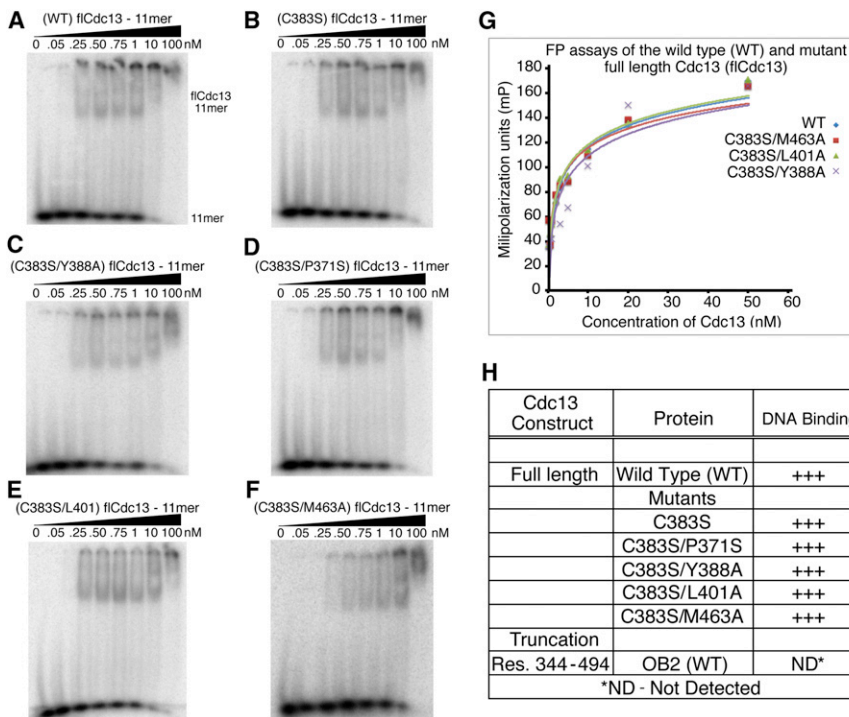 A
(WT) flCdc13 - 11mer
0 .05 .25 .50 .75 1 10 100 nM
flCdc13
11mer
11mer
B
(C383S) flCdc13 - 11mer
0 .05 .25 .50 .75 1 10 100 nM
C
(C383S/Y388A) flCdc13 - 11mer
0 .05 .25 .50 .75 1 10 100 nM
D
(C383S/P371S) flCdc13 - 11mer
0 .05 .25 .50 .75 1 10 100 nM
E
(C383S/L401) flCdc13 - 11mer
0 .05 .25 .50 .75 1 10 100 nM
F
(C383S/M463A) flCdc13 - 11mer
0 .05 .25 .50 .75 1 10 100 nM
G
FP assays of the wild type (WT) and mutant
full length Cdc13 (flCdc13)
Milipolarization units (mP)
180
160
140
120
100
80
60
40
20
0
0 10 20 30 40 50 60
Concentration of Cdc13 (nM)
WT
C383S/M463A
C383S/L401A
C383S/Y388A
H
Cdc13 Construct Protein DNA Binding
Full length Wild Type (WT) +++
Mutants
C383S +++
C383S/P371S +++
C383S/Y388A +++
C383S/L401A +++
C383S/M463A +++
Truncation
Res. 344-494 OB2 (WT) ND*
*ND - Not Detected